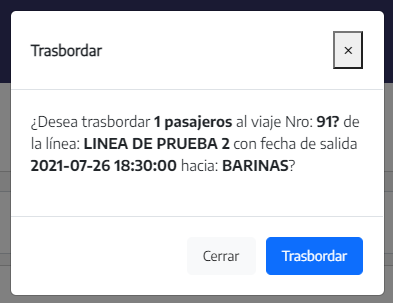 Trasbordar
×
¿Desea trasbordar 1 pasajeros al viaje Nro: 91? de
la línea: LINEA DE PRUEBA 2 con fecha de salida
2021-07-26 18:30:00 hacia: BARINAS?
Cerrar
Trasbordar